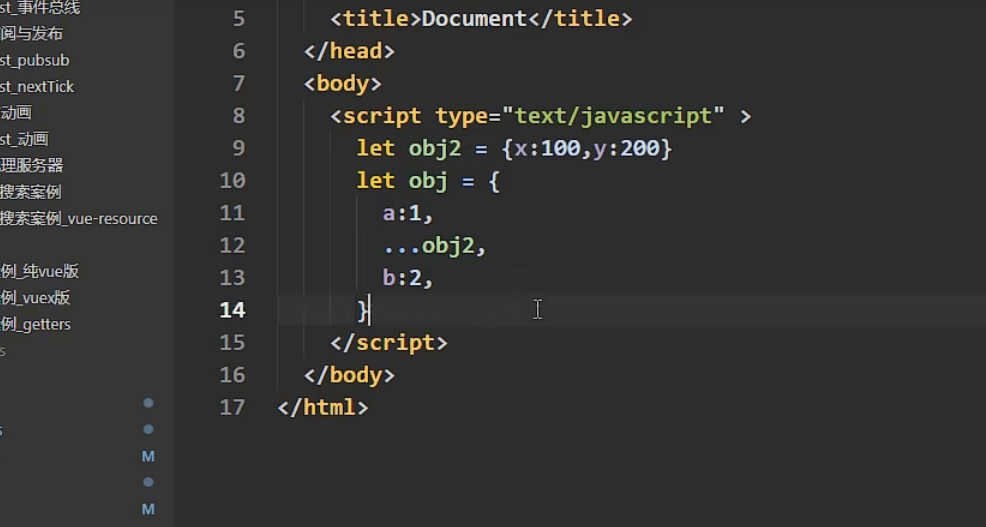 st_事件总线
阅与发布
st_pubsub
st_nextTick
动画
st_动画
理服务器
搜索案例
搜索案例_vue-resource
例_纯vue版
例_vuex版
例_getters
s
s
M
M
5 <title>Document</title>
6 </head>
7 <body>
8 <script type="text/javascript" >
9 let obj2 = {x:100,y:200}
10 let obj = {
11 a:1,
12 ...obj2,
13 b:2,
14 }
15 </script>
16 </body>
17 </html>